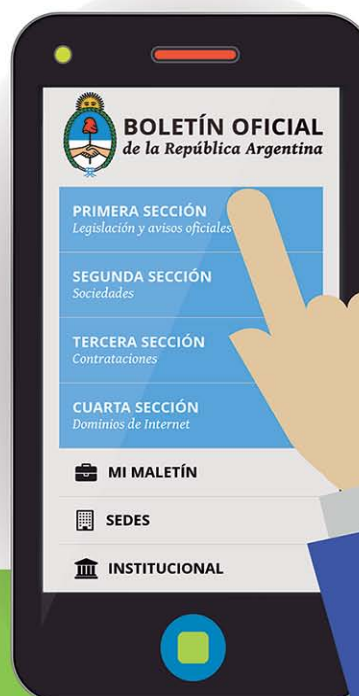 BOLETÍN OFICIAL
de la República Argentina
PRIMERA SECCIÓN
Legislación y avisos oficiales
SEGUNDA SECCIÓN
Sociedades
TERCERA SECCIÓN
Contrataciones
CUARTA SECCIÓN
Dominios de Internet
MI MALETÍN
SEDES
INSTITUCIONAL